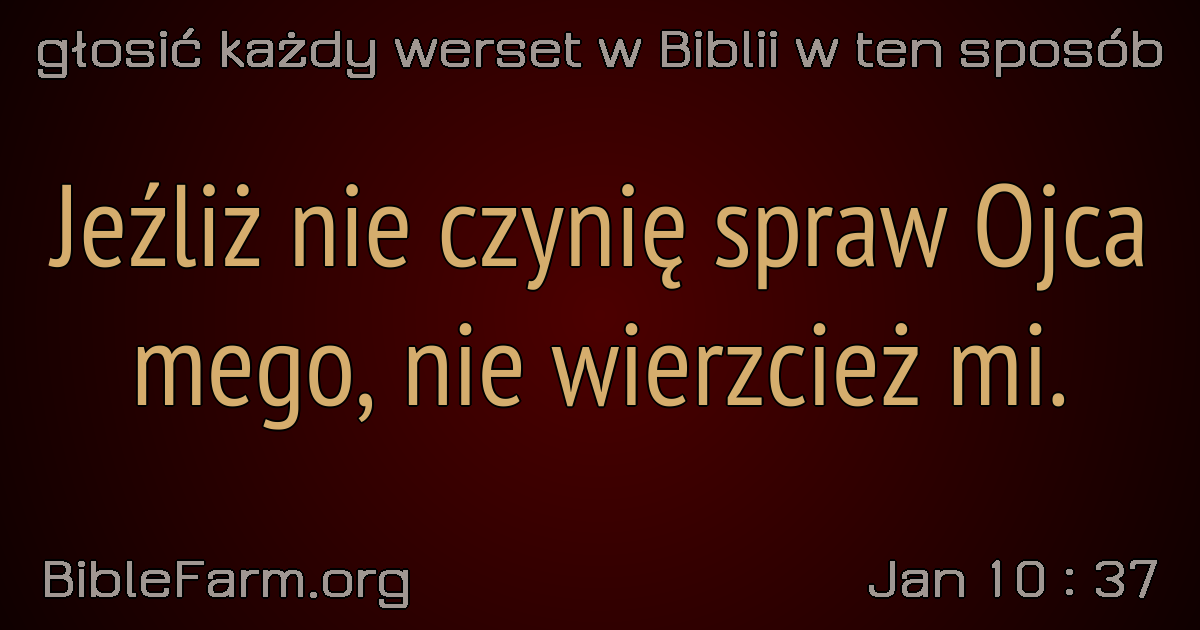 głosić każdy werset w Biblii w ten sposób
Jeźliż nie czynię spraw Ojca
mego, nie wierzcież mi.
BibleFarm.org
Jan 10 : 37